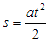 s = at²/2